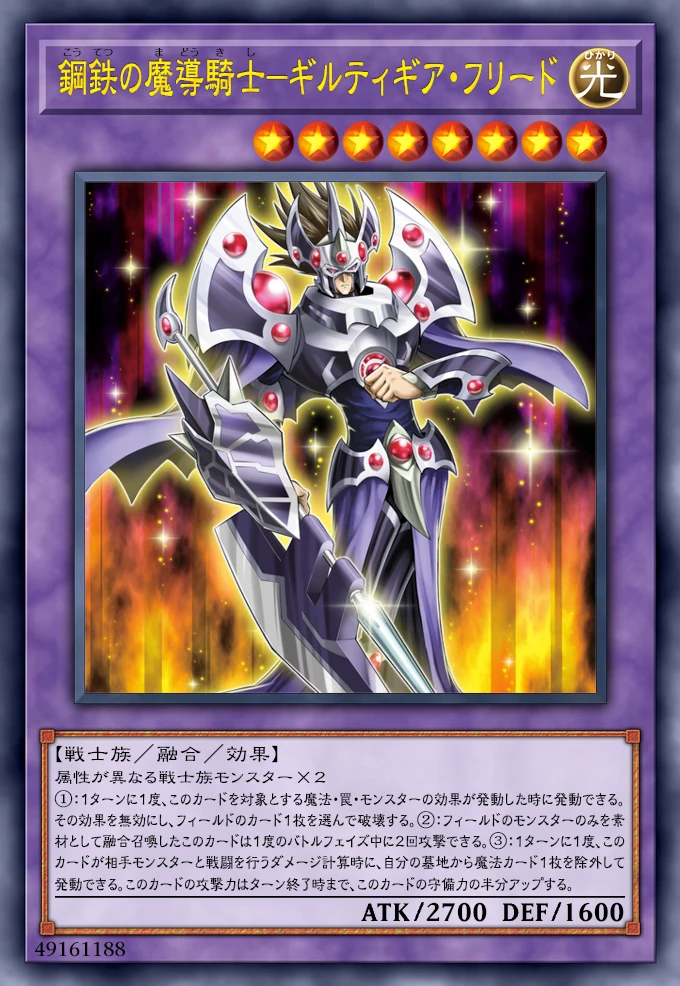 こう てつ ま どう き し
鋼鉄の魔導騎士－ギルティギア・フリード
ひかり
光
【戦士族／融合／効果】
属性が異なる戦士族モンスター×２
①：１ターンに１度、このカードを対象とする魔法・罠・モンスターの効果が発動した時に発動できる。
その効果を無効にし、フィールドのカード１枚を選んで破壊する。②：フィールドのモンスターのみを素
材として融合召喚したこのカードは１度のバトルフェイズ中に２回攻撃できる。③：１ターンに１度、この
カードが相手モンスターと戦闘を行うダメージ計算時に、自分の墓地から魔法カード１枚を除外して
発動できる。このカードの攻撃力はターン終了時まで、このカードの守備力の半分アップする。
ATK/2700 DEF/1600
49161188